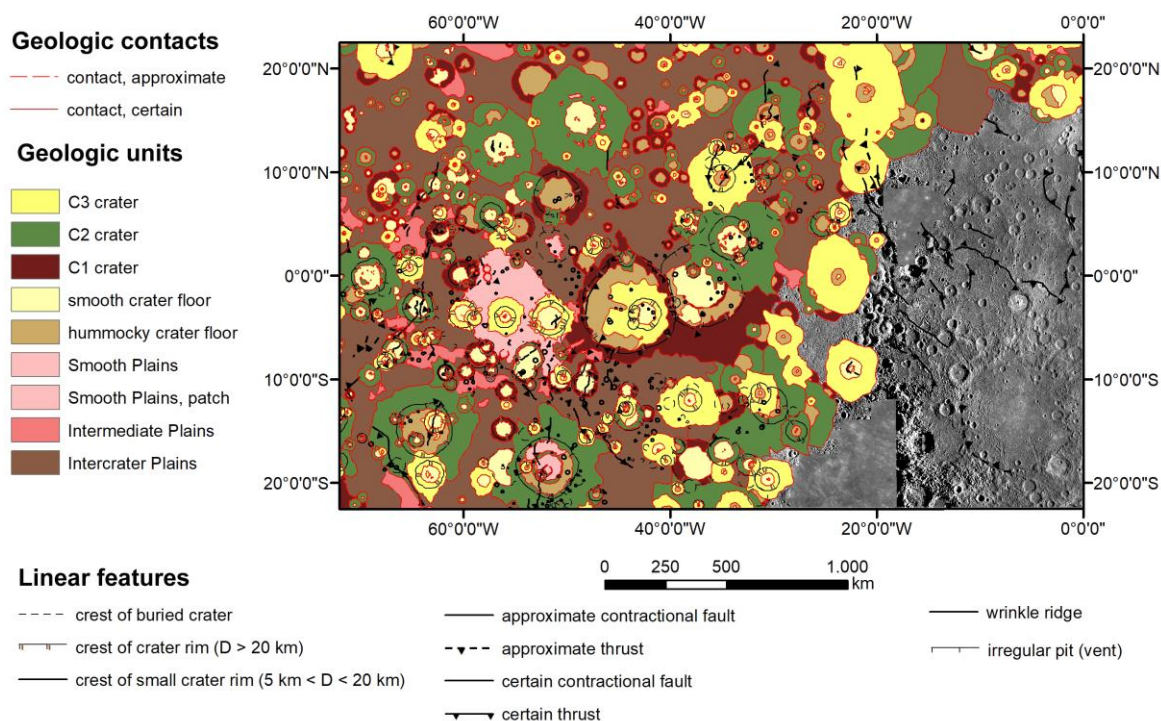 60°0'0"W 40°0'0"W 20°0'0"W 0°0'0"
Geologic contacts
contact, approximate
contact, certain
Geologic units
C3 crater
C2 crater
C1 crater
smooth crater floor
hummocky crater floor
Smooth Plains
Smooth Plains, patch
Intermediate Plains
Intercrater Plains
20°0'0"N 20°0'0"N
10°0'0"N 10°0'0"N
0°0'0" 0°0'0"
10°0'0"S 10°0'0"S
20°0'0"S 20°0'0"S
60°0'0"W 40°0'0"W 20°0'0"W 0°0'0"
0 250 500 1.000
km
Linear features
crest of buried crater
crest of crater rim (D > 20 km)
crest of small crater rim (5 km < D < 20 km)
approximate contractional fault
approximate thrust
certain contractional fault
certain thrust
wrinkle ridge
irregular pit (vent)